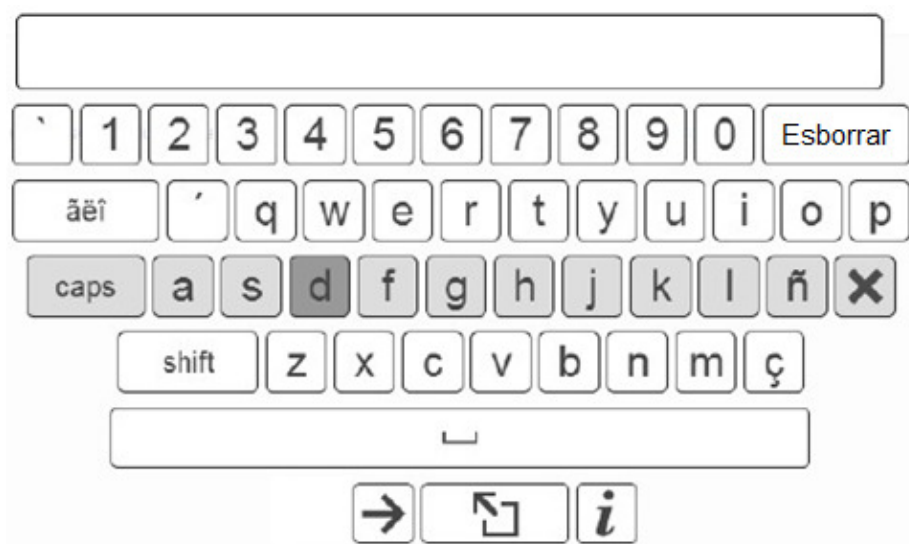 ` 1 2 3 4 5 6 7 8 9 0 Esborrar
ãëî ´ q w e r t y u i o p
caps a s d f g h j k l ñ
shift z x c v b n m ç
i